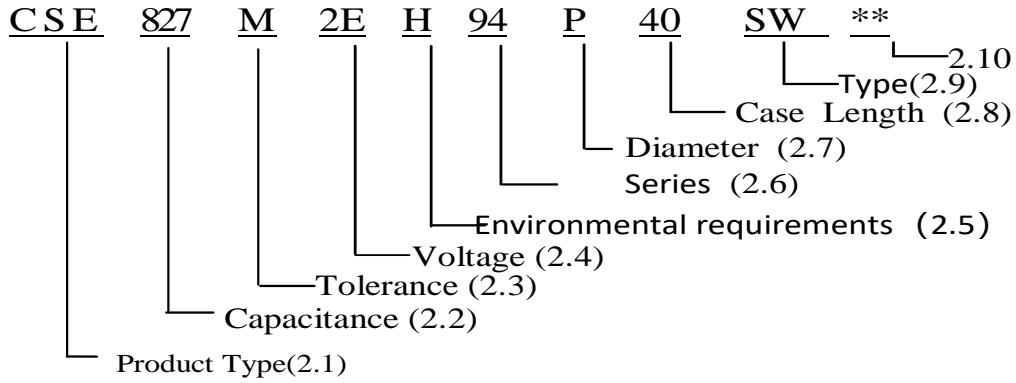 CSE 827 M 2E H 94 P 40 SW **
2.10
Type(2.9)
Case Length (2.8)
Diameter (2.7)
Series (2.6)
Environmental requirements (2.5)
Voltage (2.4)
Tolerance (2.3)
Capacitance (2.2)
Product Type(2.1)